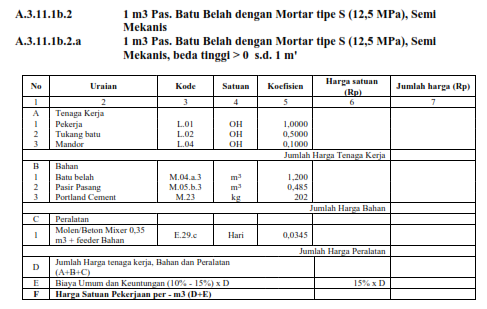 A.3.11.1b.2 1 m3 Pas. Batu Belah dengan Mortar tipe S (12,5 MPa), Semi
Mekanis
A.3.11.1b.2.a 1 m3 Pas. Batu Belah dengan Mortar tipe S (12,5 MPa), Semi
Mekanis, beda tinggi > 0 s.d. 1 m'
No Uraian Kode Satuan Koefisien Harga satuan (Rp) Jumlah harga (Rp)
1 2 3 4 5 6 7
A Tenaga Kerja
1 Pekerja L.01 OH 1,0000
2 Tukang batu L.02 OH 0,5000
3 Mandor L.04 OH 0,1000
Jumlah Harga Tenaga Kerja
B Bahan
1 Batu belah M.04.a.3 m³ 1,200
2 Pasir Pasang M.05.b.3 m³ 0,485
3 Portland Cement M.23 kg 202
Jumlah Harga Bahan
C Peralatan
1 Molen/Beton Mixer 0,35 m3 + feeder Bahan E.29.c Hari 0,0345
Jumlah Harga Peralatan
D Jumlah Harga tenaga kerja, Bahan dan Peralatan (A+B+C)
E Biaya Umum dan Keuntungan (10% - 15%) x D 15% x D
F Harga Satuan Pekerjaan per - m3 (D+E)